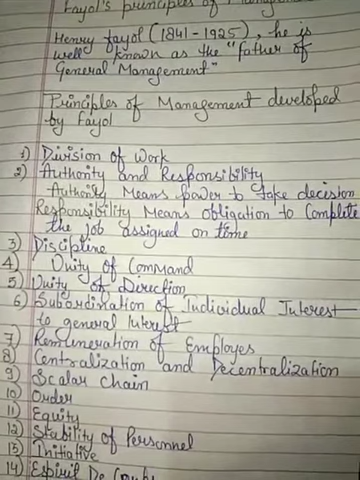 Fayol's principles of
Henry fayol (1841-1925), he is
well known as the "father of
General Management"
Principles of Management developed
by Fayol
1) Division of Work
2) Authority and Responsibility
Authority Means power to take decision
Responsibility Means obligation to Complete
the job assigned on time
3) Discipline
4) Unity of Command
5) Unity of Direction
6) Subordination of Individual Interest
to general Interest
7) Remuneration of Employes
8) Centralization and Decentralization
9) Scalar Chain
10) Order
11) Equity
12) Stability of Personnel
13) Initiative
14) Espirit De